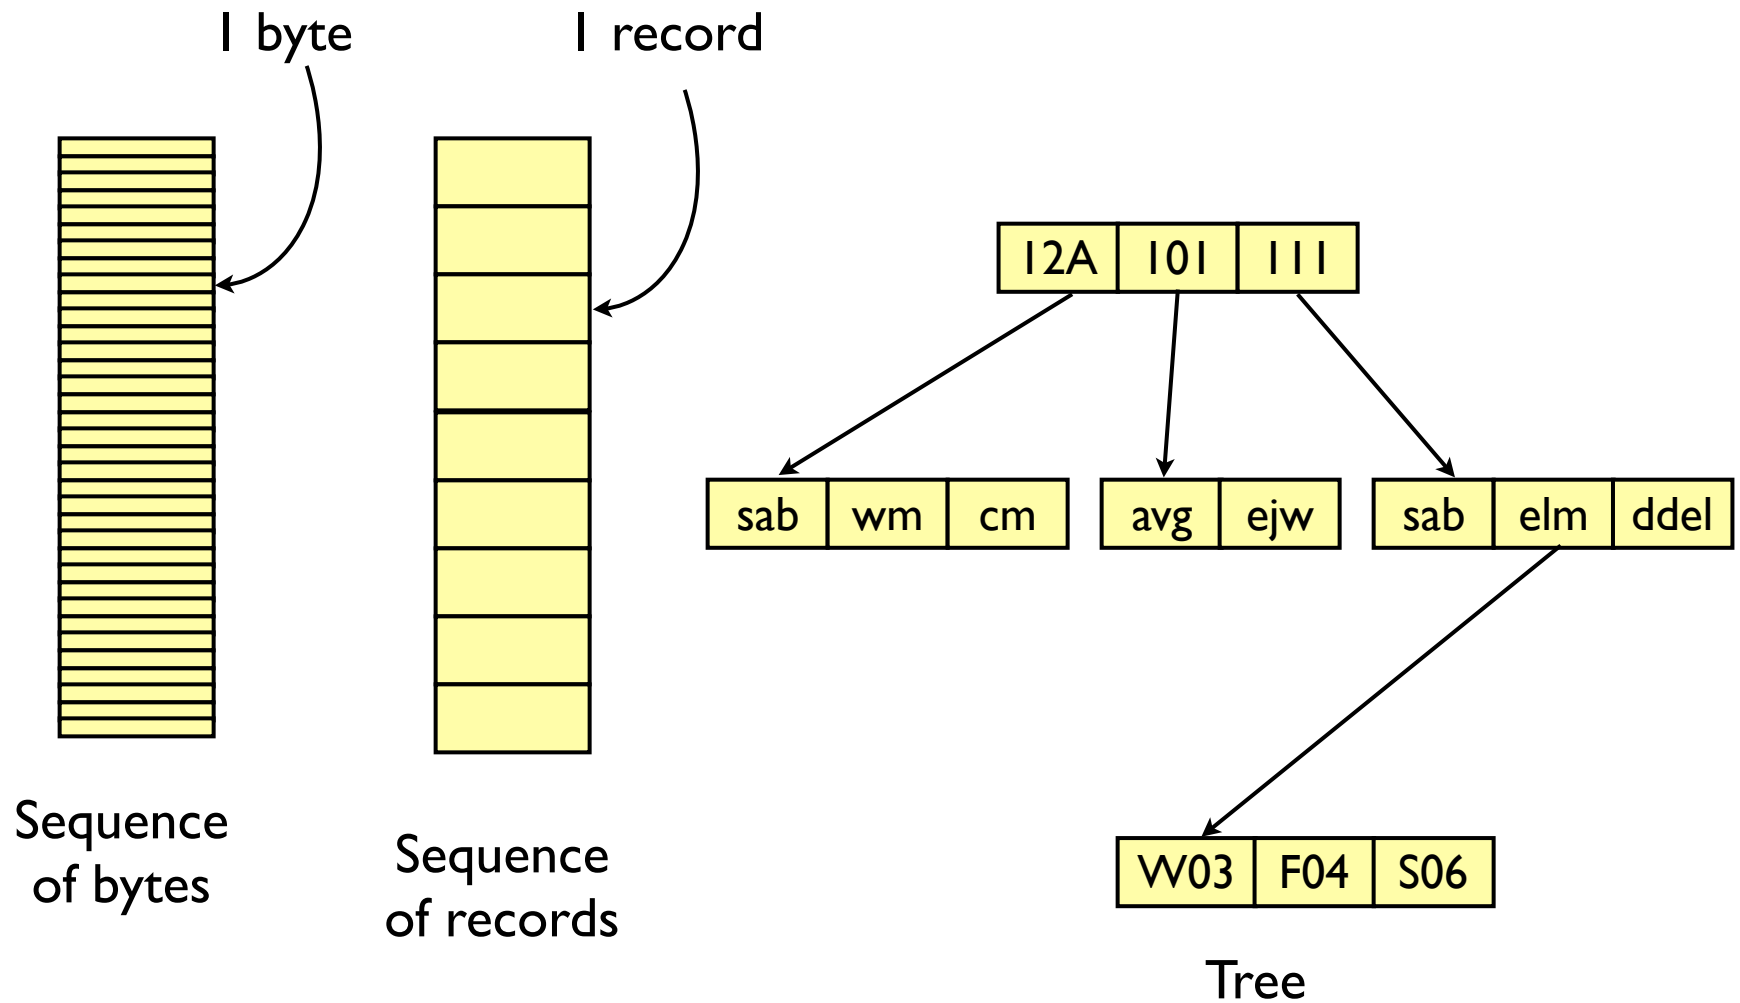 1 byte
1 record
12A 101 111
sab wm cm
avg ejw
sab elm ddel
W03 F04 S06
Sequence
of bytes
Sequence
of records
Tree